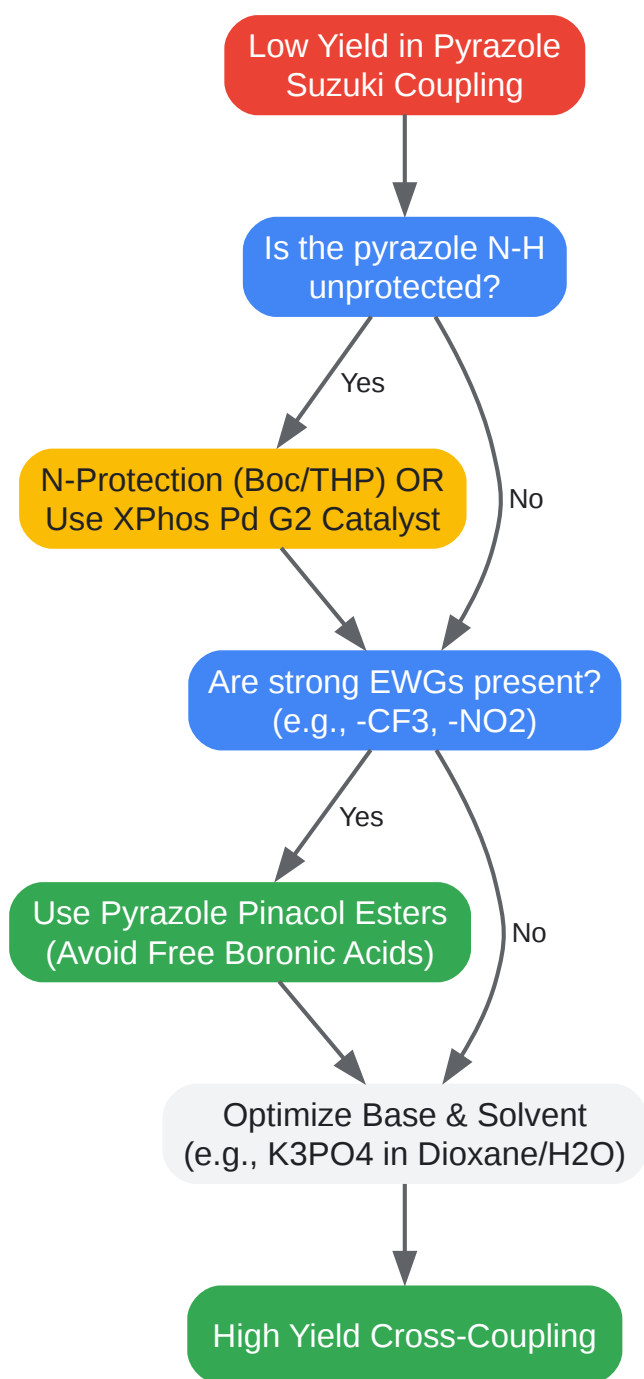 Low Yield in Pyrazole
Suzuki Coupling
Is the pyrazole N-H
unprotected?
Yes
N-Protection (Boc/THP) OR
Use XPhos Pd G2 Catalyst
No
Are strong EWGs present?
(e.g., -CF3, -NO2)
Yes
Use Pyrazole Pinacol Esters
(Avoid Free Boronic Acids)
No
Optimize Base & Solvent
(e.g., K3PO4 in Dioxane/H2O)
High Yield Cross-Coupling